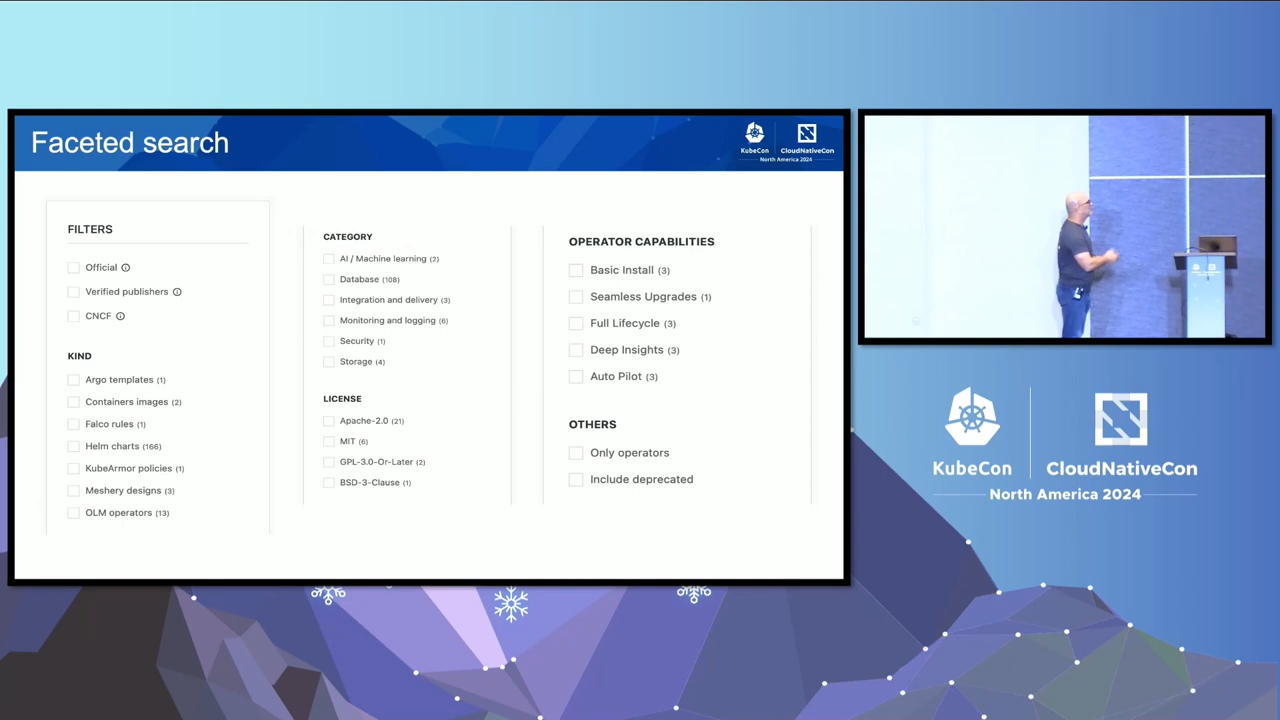 Faceted search
KubeCon
CloudNativeCon
North America 2024
FILTERS
Official
Verified publishers
CNCF
KIND
Argo templates (1)
Containers images (2)
Falco rules (1)
Helm charts (166)
KubeArmor policies (1)
Meshery designs (3)
OLM operators (13)
CATEGORY
AI / Machine learning (2)
Database (108)
Integration and delivery (3)
Monitoring and logging (6)
Security (1)
Storage (4)
LICENSE
Apache-2.0 (21)
MIT (6)
GPL-3.0-Or-Later (2)
BSD-3-Clause (1)
OPERATOR CAPABILITIES
Basic Install (3)
Seamless Upgrades (1)
Full Lifecycle (3)
Deep Insights (3)
Auto Pilot (3)
OTHERS
Only operators
Include deprecated
KubeCon
CloudNativeCon
North America 2024